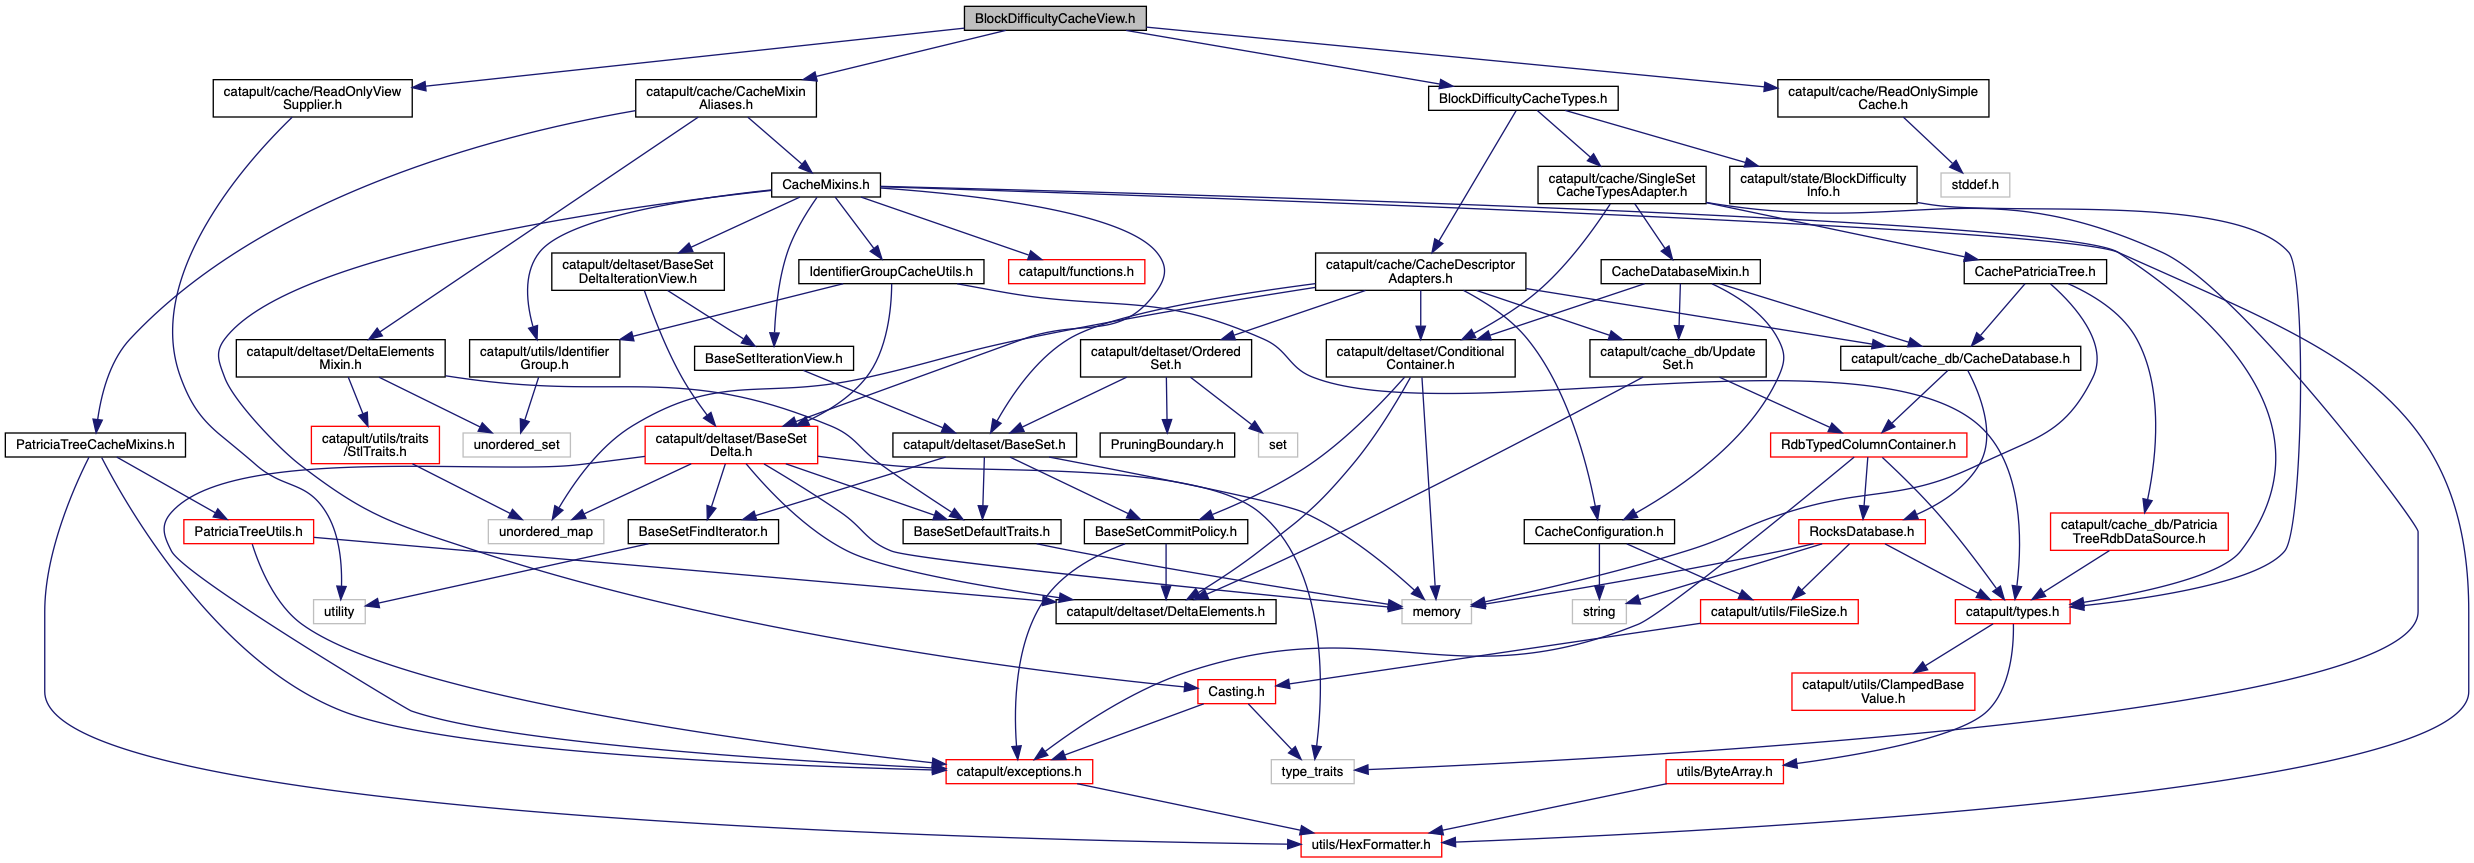 BlockDifficultyCacheView.h
catapult/cache/ReadOnlyView
Supplier.h
catapult/cache/CacheMixin
Aliases.h
BlockDifficultyCacheTypes.h
catapult/cache/ReadOnlySimple
Cache.h
CacheMixins.h
catapult/cache/SingleSet
CacheTypesAdapter.h
catapult/state/BlockDifficulty
Info.h
stddef.h
catapult/deltaset/BaseSet
DeltaIterationView.h
IdentifierGroupCacheUtils.h
catapult/functions.h
catapult/cache/CacheDescriptor
Adapters.h
CacheDatabaseMixin.h
CachePatriciaTree.h
catapult/deltaset/DeltaElements
Mixin.h
catapult/utils/Identifier
Group.h
BaseSetIterationView.h
catapult/deltaset/Ordered
Set.h
catapult/deltaset/Conditional
Container.h
catapult/cache_db/Update
Set.h
catapult/cache_db/CacheDatabase.h
PatriciaTreeCacheMixins.h
catapult/utils/traits
/StlTraits.h
unordered_set
catapult/deltaset/BaseSet
Delta.h
catapult/deltaset/BaseSet.h
PruningBoundary.h
set
RdbTypedColumnContainer.h
PatriciaTreeUtils.h
unordered_map
BaseSetFindIterator.h
BaseSetDefaultTraits.h
BaseSetCommitPolicy.h
CacheConfiguration.h
RocksDatabase.h
catapult/cache_db/Patricia
TreeRdbDataSource.h
utility
catapult/deltaset/DeltaElements.h
memory
string
catapult/utils/FileSize.h
catapult/types.h
Casting.h
catapult/utils/ClampedBase
Value.h
catapult/exceptions.h
type_traits
utils/ByteArray.h
utils/HexFormatter.h